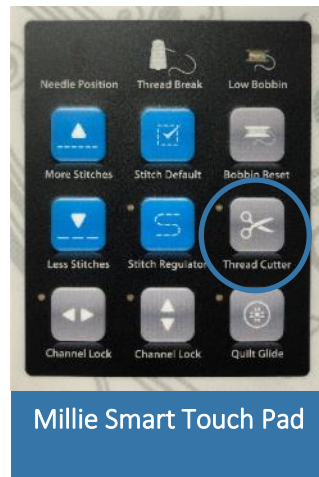 Needle Position Thread Break Low Bobbin
More Stitches Stitch Default Bobbin Reset
Less Stitches Stitch Regulator Thread Cutter
Channel Lock Channel Lock Quilt Glide
Millie Smart Touch Pad